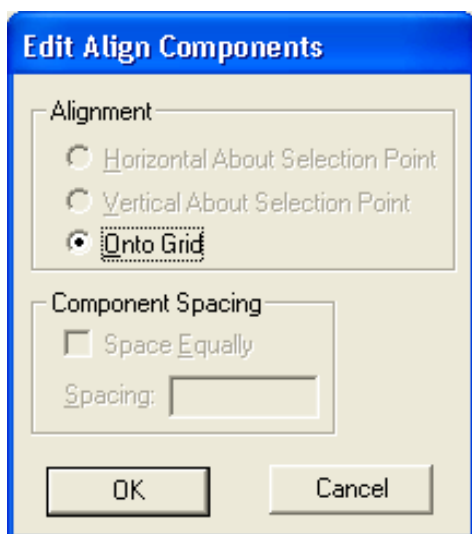 Edit Align Components
Alignment
Horizontal About Selection Point
Vertical About Selection Point
Onto Grid
Component Spacing
Space Equally
Spacing:
OK Cancel